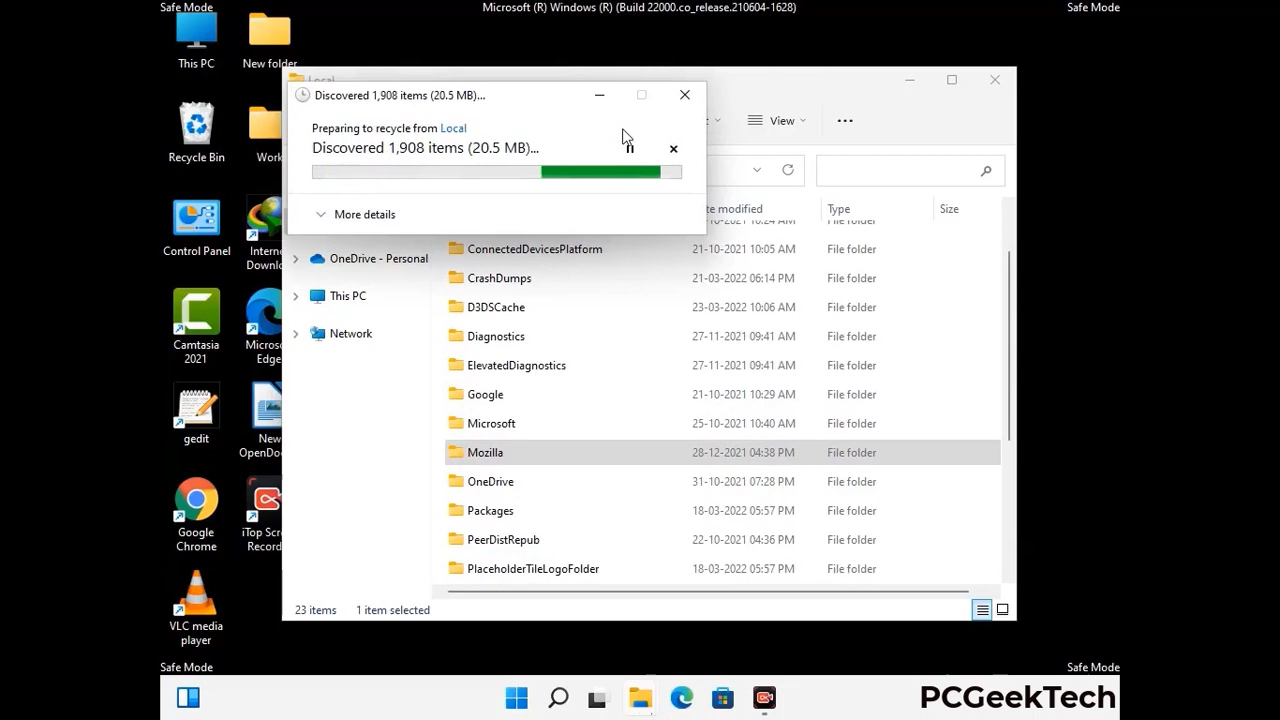 Safe Mode
Microsoft (R) Windows (R) (Build 22000.co_release.210604-1628)
Safe Mode
This PC
New folder
Recycle Bin
Work
Control Panel
Camtasia
2021
Edge
gedit
New
Google
Chrome
VLC media
player
Local
Discovered 1,908 items (20.5 MB)...
Preparing to recycle from Local
Discovered 1,908 items (20.5 MB)...
More details
View
OneDrive - Personal
This PC
Network
te modified
Type
Size
File folder
ConnectedDevicesPlatform 21-10-2021 10:05 AM File folder
CrashDumps 21-03-2022 06:14 PM File folder
D3DSCache 23-03-2022 10:06 AM File folder
Diagnostics 27-11-2021 09:41 AM File folder
ElevatedDiagnostics 27-11-2021 09:41 AM File folder
Google 21-10-2021 10:29 AM File folder
Microsoft 25-10-2021 10:40 AM File folder
Mozilla 28-12-2021 04:38 PM File folder
OneDrive 31-10-2021 07:28 PM File folder
Packages 18-03-2022 05:57 PM File folder
PeerDistRepub 22-10-2021 04:36 PM File folder
PlaceholderTileLogoFolder 18-03-2022 05:57 PM File folder
23 items
1 item selected
Safe Mode
Safe Mode
PCGeekTech